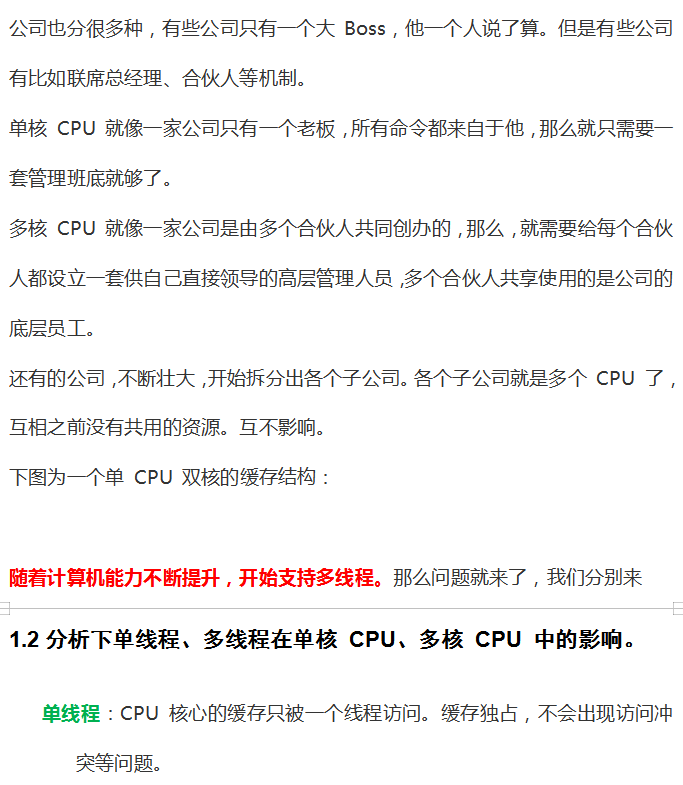 公司也分很多种，有些公司只有一个大 Boss，他一个人说了算。但是有些公司
有比如联席总经理、合伙人等机制。
单核 CPU 就像一家公司只有一个老板，所有命令都来自于他，那么就只需要一
套管理班底就够了。
多核 CPU 就像一家公司是由多个合伙人共同创办的，那么，就需要给每个合伙
人都设立一套供自己直接领导的高层管理人员，多个合伙人共享使用的是公司的
底层员工。
还有的公司，不断壮大，开始拆分出各个子公司。各个子公司就是多个 CPU 了，
互相之前没有共用的资源。互不影响。
下图为一个单 CPU 双核的缓存结构：
随着计算机能力不断提升，开始支持多线程。那么问题就来了，我们分别来
1.2 分析下单线程、多线程在单核 CPU、多核 CPU 中的影响。
单线程：CPU 核心的缓存只被一个线程访问。缓存独占，不会出现访问冲
突等问题。